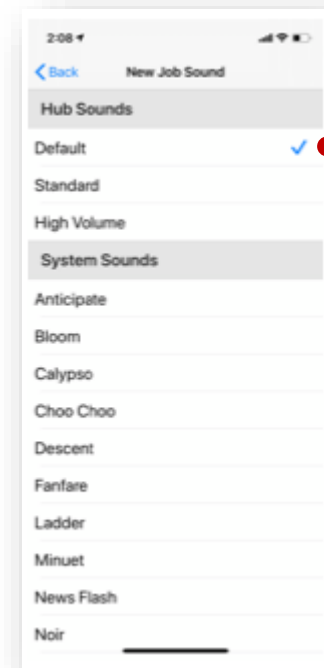 2:08
Back New Job Sound
Hub Sounds
Default
Standard
High Volume
System Sounds
Anticipate
Bloom
Calypso
Choo Choo
Descent
Fanfare
Ladder
Minuet
News Flash
Noir